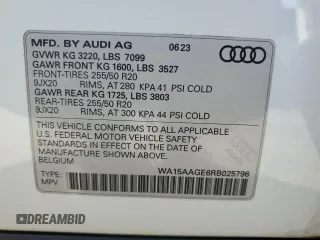 MFD. BY AUDI AG 06 23
GVWR KG 3220, LBS 7099
GAWR FRONT KG 1600, LBS 3527
FRONT-TIRES 255/50 R20
9JX20 RIMS, AT 280 KPA 41 PSI COLD
GAWR REAR KG 1725, LBS 3803
REAR-TIRES 255/50 R20
9JX20 RIMS, AT 300 KPA 44 PSI COLD
THIS VEHICLE CONFORMS TO ALL APPLICABLE
U.S. FEDERAL MOTOR VEHICLE SAFETY
STANDARDS IN EFFECT ON THE DATE OF
MANUFACTURE SHOWN ABOVE.
BELGIUM
TYPE:
MPV
WA15AAGE6RB025796
DREAMBID